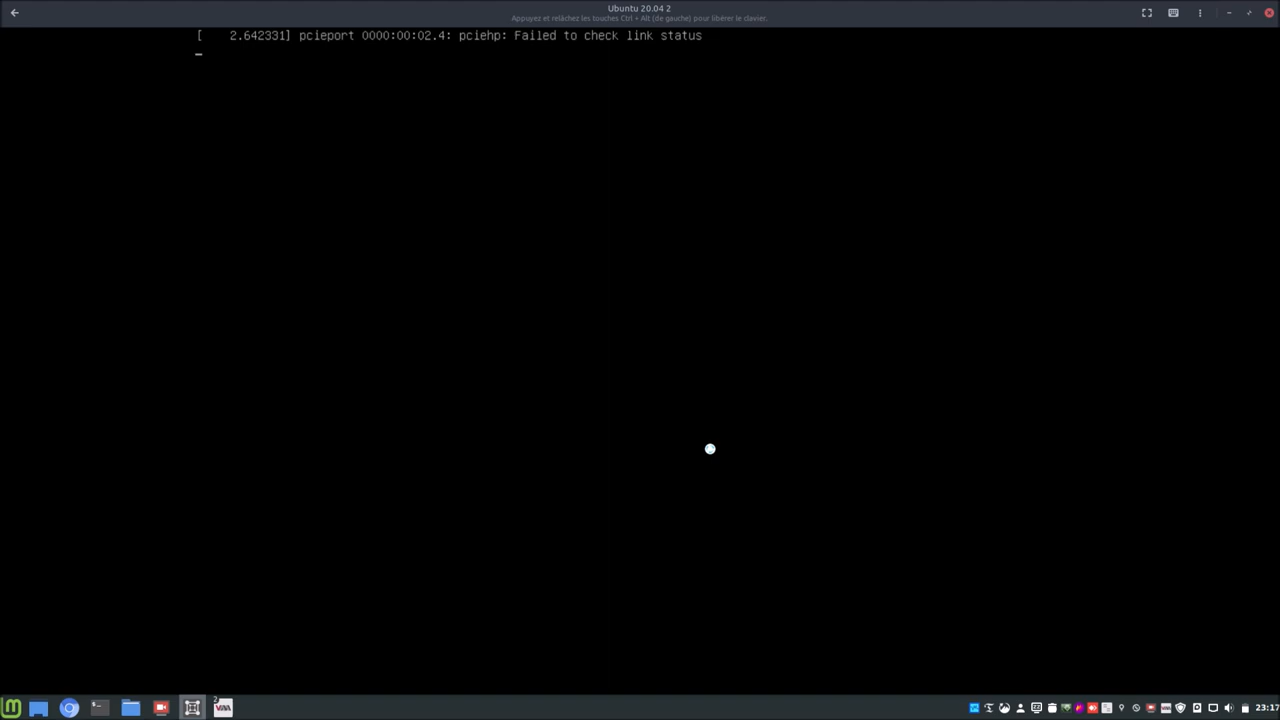 Ubuntu 20.04 2
Appuyez et relâchez les touches Ctrl + Alt (de gauche) pour libérer le clavier.
[    2.642331] pcieport 0000:00:02.4: pciehp: Failed to check link status
2
23:17